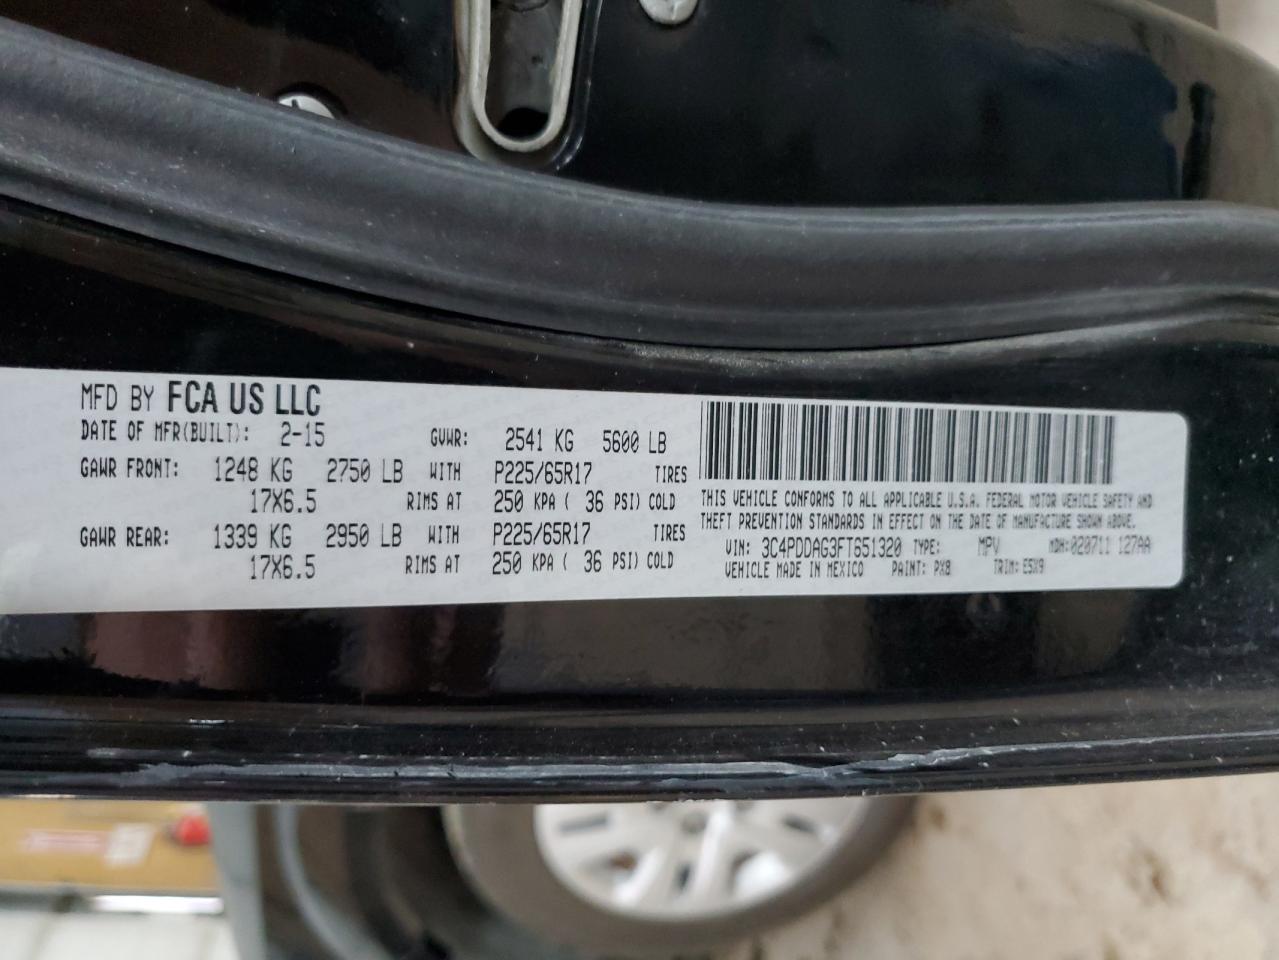 MFD BY FCA US LLC
DATE OF MFR(BUILT): 2-15 GVWR: 2541 KG 5600 LB
GAWR FRONT: 1248 KG 2750 LB WITH P225/65R17 TIRES
17X6.5 RIMS AT 250 KPA ( 36 PSI) COLD
GAWR REAR: 1339 KG 2950 LB WITH P225/65R17 TIRES
17X6.5 RIMS AT 250 KPA ( 36 PSI) COLD
THIS VEHICLE CONFORMS TO ALL APPLICABLE U.S.A. FEDERAL MOTOR VEHICLE SAFETY AND
THEFT PREVENTION STANDARDS IN EFFECT ON THE DATE OF MANUFACTURE SHOWN ABOVE.
VIN: 3C4PDDAG3FT651320 TYPE: MPV MDH:020711 127AA
VEHICLE MADE IN MEXICO PAINT: PX8 TRIM: E5X9